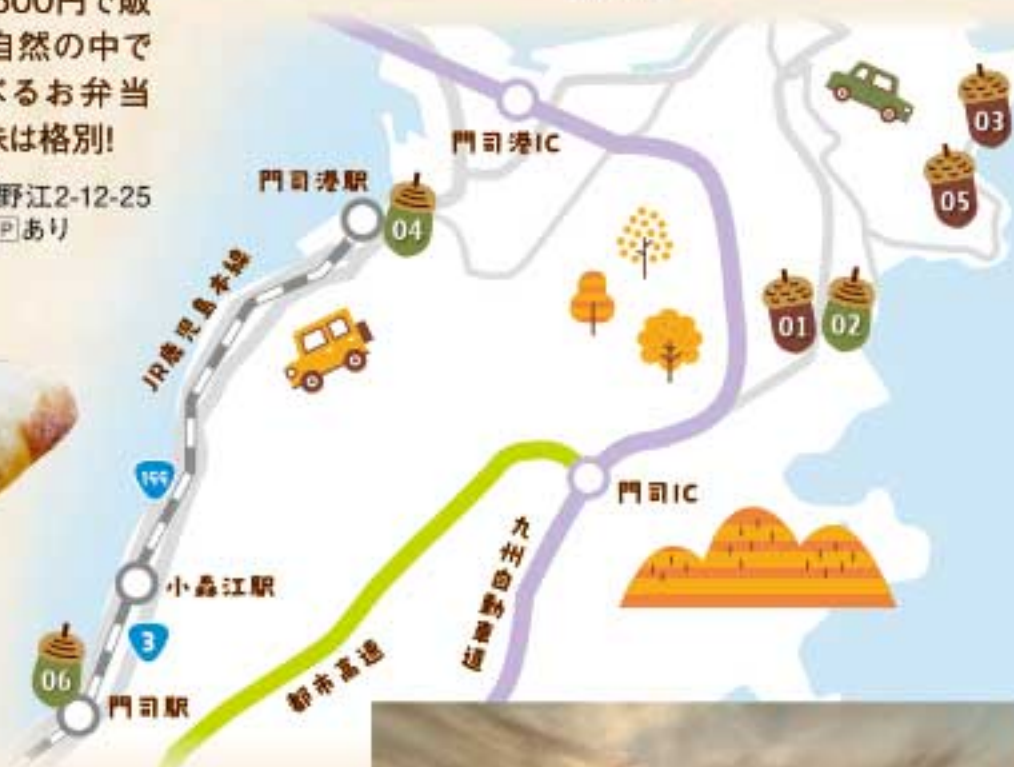 自然の中で
るお弁当
は格別!
野江2-12-25
Pあり
門司港IC
門司港駅
03
05
04
01
02
JR鹿児島本線
199
門司IC
九州自動車道
小森江駅
3
06
門司駅
都市高速